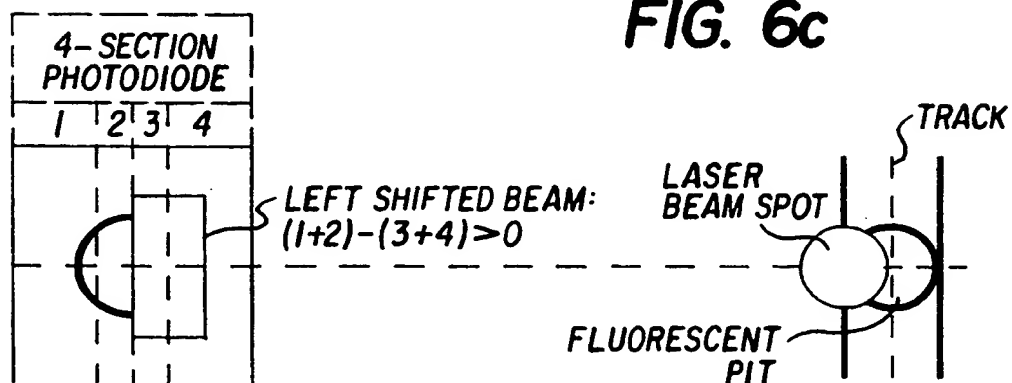 FIG. 6c
4-SECTION
PHOTODIODE
1 2 3 4
LEFT SHIFTED BEAM:
(1+2)-(3+4)>0
TRACK
LASER
BEAM SPOT
FLUORESCENT
PIT